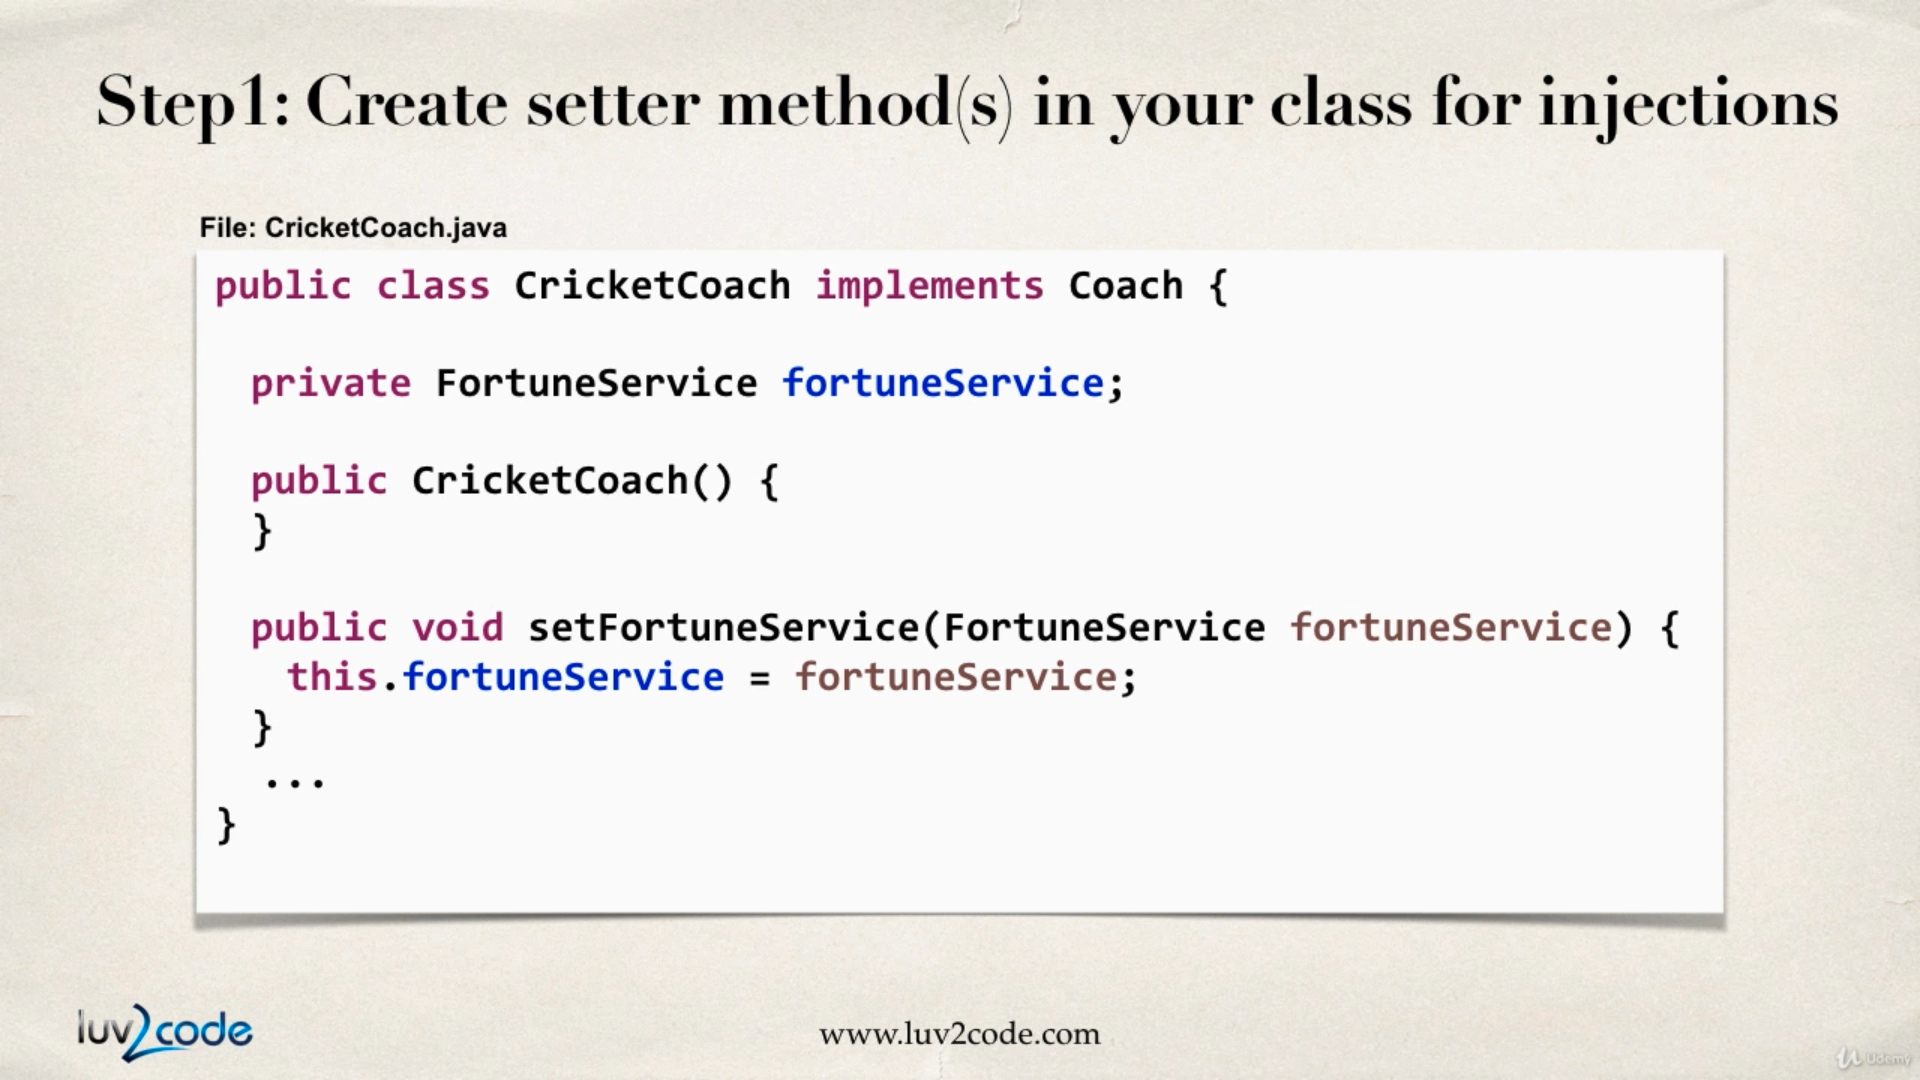 Step1: Create setter method(s) in your class for injections
File: CricketCoach.java
public class CricketCoach implements Coach {
private FortuneService fortuneService;
public CricketCoach() {
}
public void setFortuneService(FortuneService fortuneService) {
this.fortuneService = fortuneService;
}
...
}
luv2code
www.luv2code.com
Udemy